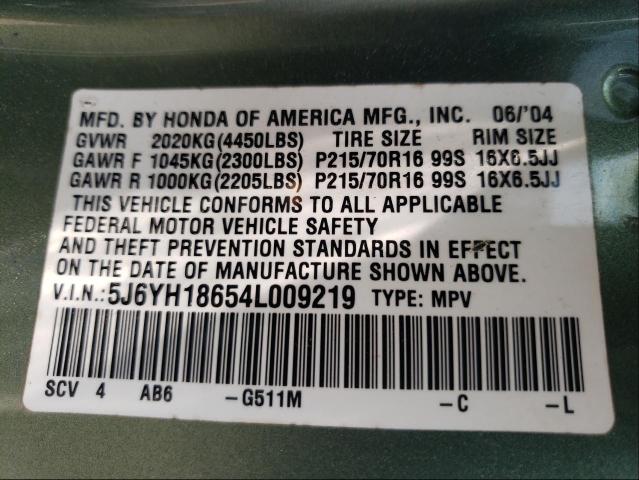 MFD. BY HONDA OF AMERICA MFG., INC. 06/'04
GVWR 2020KG(4450LBS) TIRE SIZE RIM SIZE
GAWR F 1045KG(2300LBS) P215/70R16 99S 16X6.5JJ
GAWR R 1000KG(2205LBS) P215/70R16 99S 16X6.5JJ
THIS VEHICLE CONFORMS TO ALL APPLICABLE
FEDERAL MOTOR VEHICLE SAFETY
AND THEFT PREVENTION STANDARDS IN EFFECT
ON THE DATE OF MANUFACTURE SHOWN ABOVE.
V.I.N.:5J6YH18654L009219 TYPE: MPV
SCV 4 AB6 -G511M -C -L